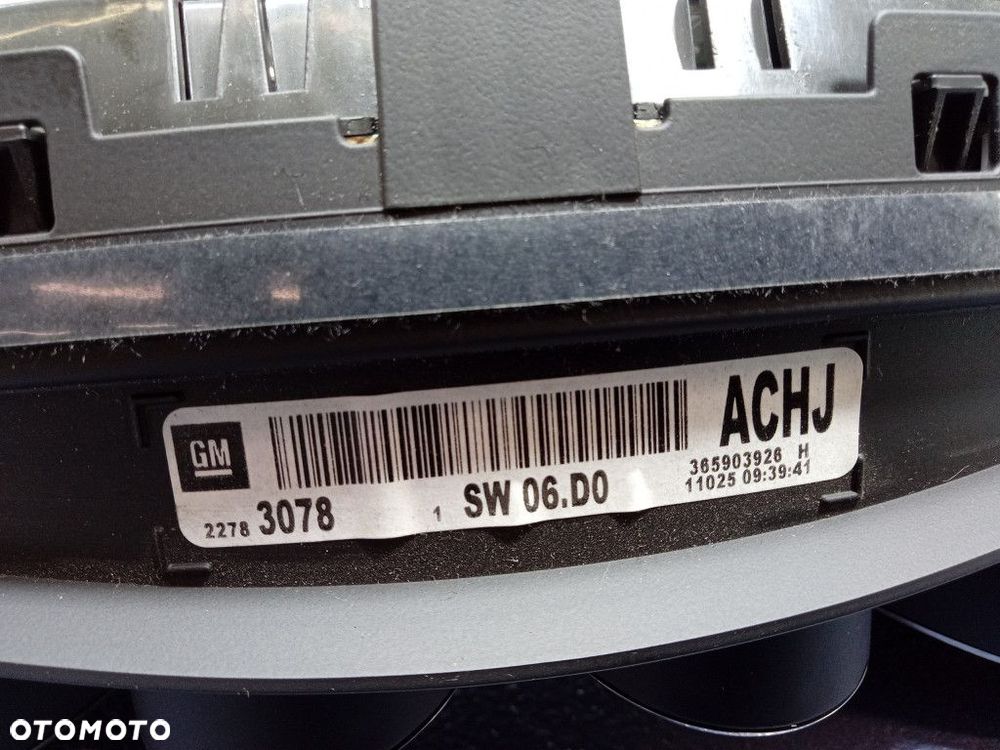 GM
ACHJ
365903926 H
11025 09:39:41
2278 3078 1 SW 06.D0
OTOMOTO